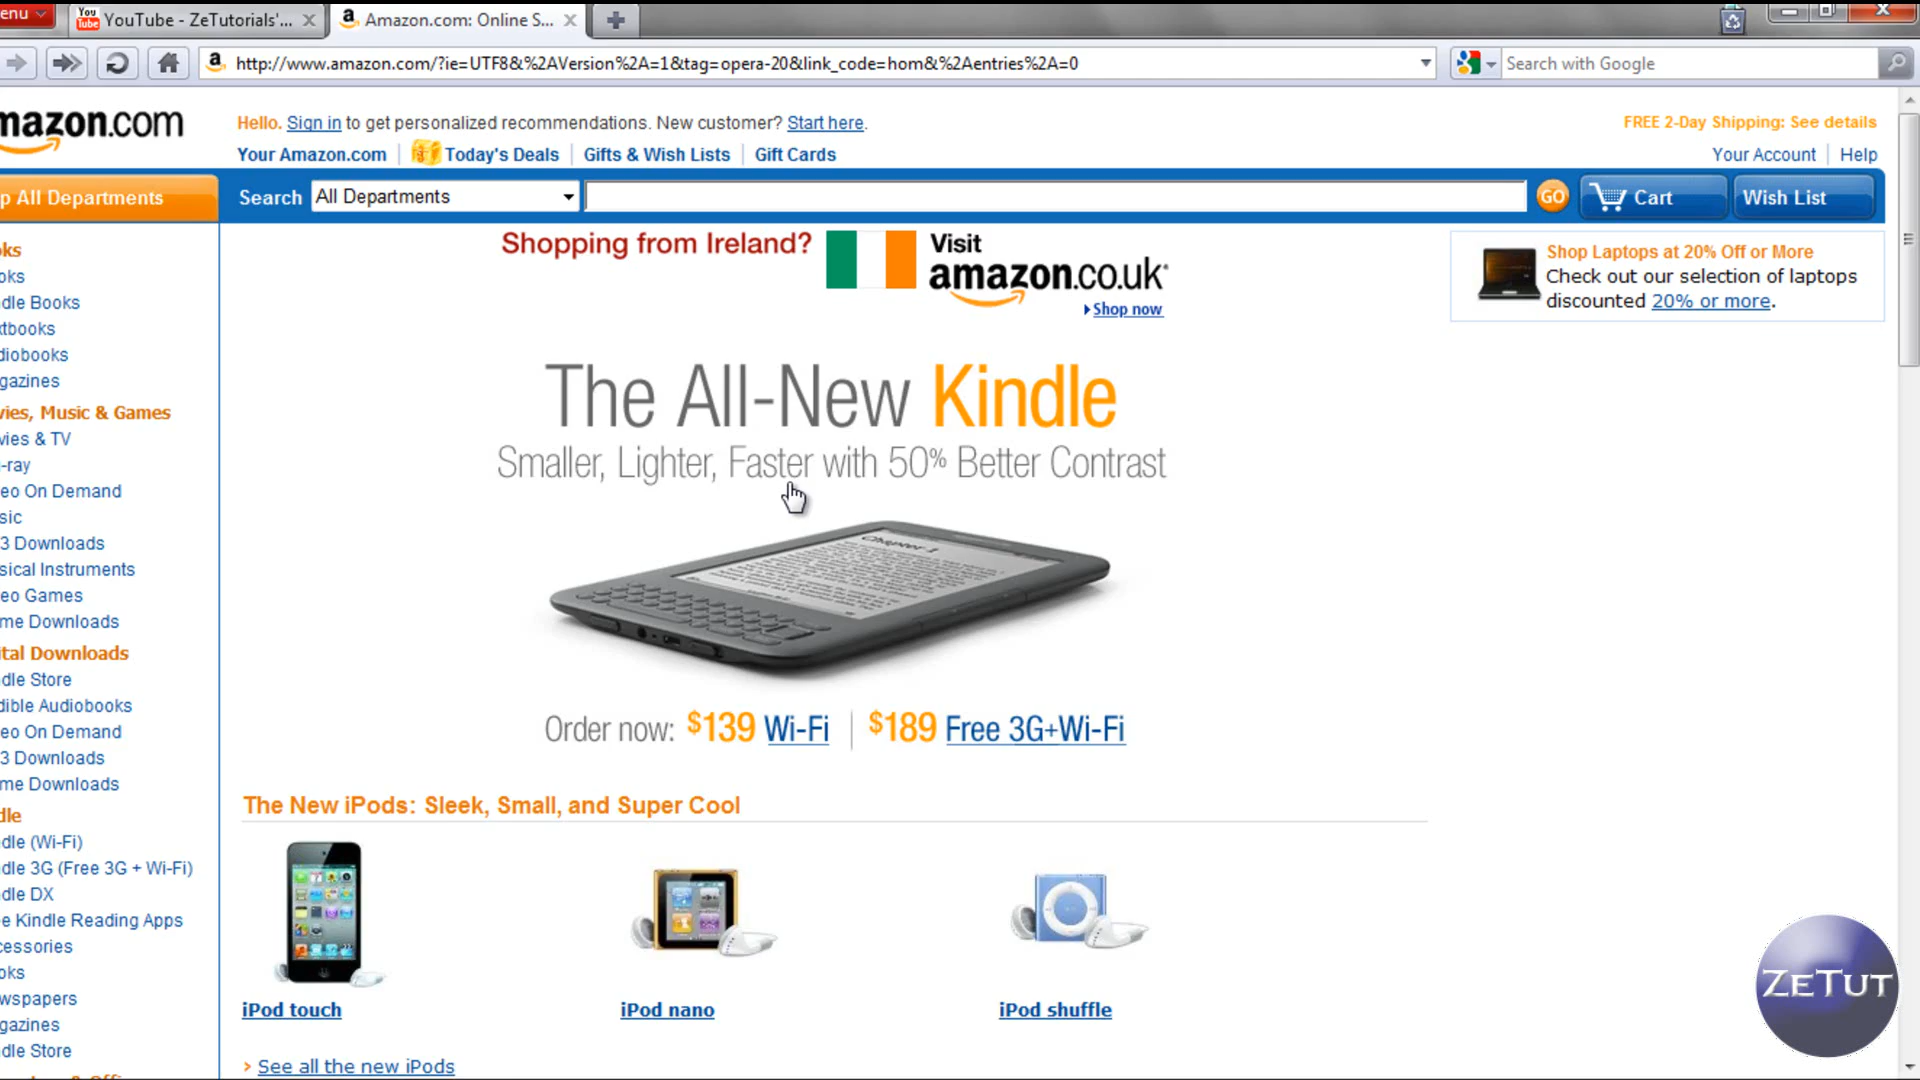 enu
YouTube - ZeTutorials'...
Amazon.com: Online S...
http://www.amazon.com/?ie=UTF8&%2AVersion%2A=1&tag=opera-20&link_code=hom&%2Aentries%2A=0
Search with Google
mazon.com
Hello. Sign in to get personalized recommendations. New customer? Start here.
FREE 2-Day Shipping: See details
Your Amazon.com
Today's Deals
Gifts & Wish Lists
Gift Cards
Your Account
Help
p All Departments
Search
All Departments
GO
Cart
Wish List
Shopping from Ireland?
Visit
amazon.co.uk
Shop now
Shop Laptops at 20% Off or More
Check out our selection of laptops
discounted 20% or more.
oks
oks
dle Books
xtbooks
diobooks
gazines
vies, Music & Games
vies & TV
-ray
eo On Demand
sic
3 Downloads
sical Instruments
eo Games
me Downloads
ital Downloads
dle Store
dible Audiobooks
eo On Demand
3 Downloads
me Downloads
dle
dle (Wi-Fi)
dle 3G (Free 3G + Wi-Fi)
dle DX
e Kindle Reading Apps
cessories
oks
wspapers
gazines
dle Store
The All-New Kindle
Smaller, Lighter, Faster with 50% Better Contrast
Chapter 1
Order now: $139 Wi-Fi | $189 Free 3G+Wi-Fi
The New iPods: Sleek, Small, and Super Cool
iPod touch
iPod nano
iPod shuffle
› See all the new iPods
ZETUT